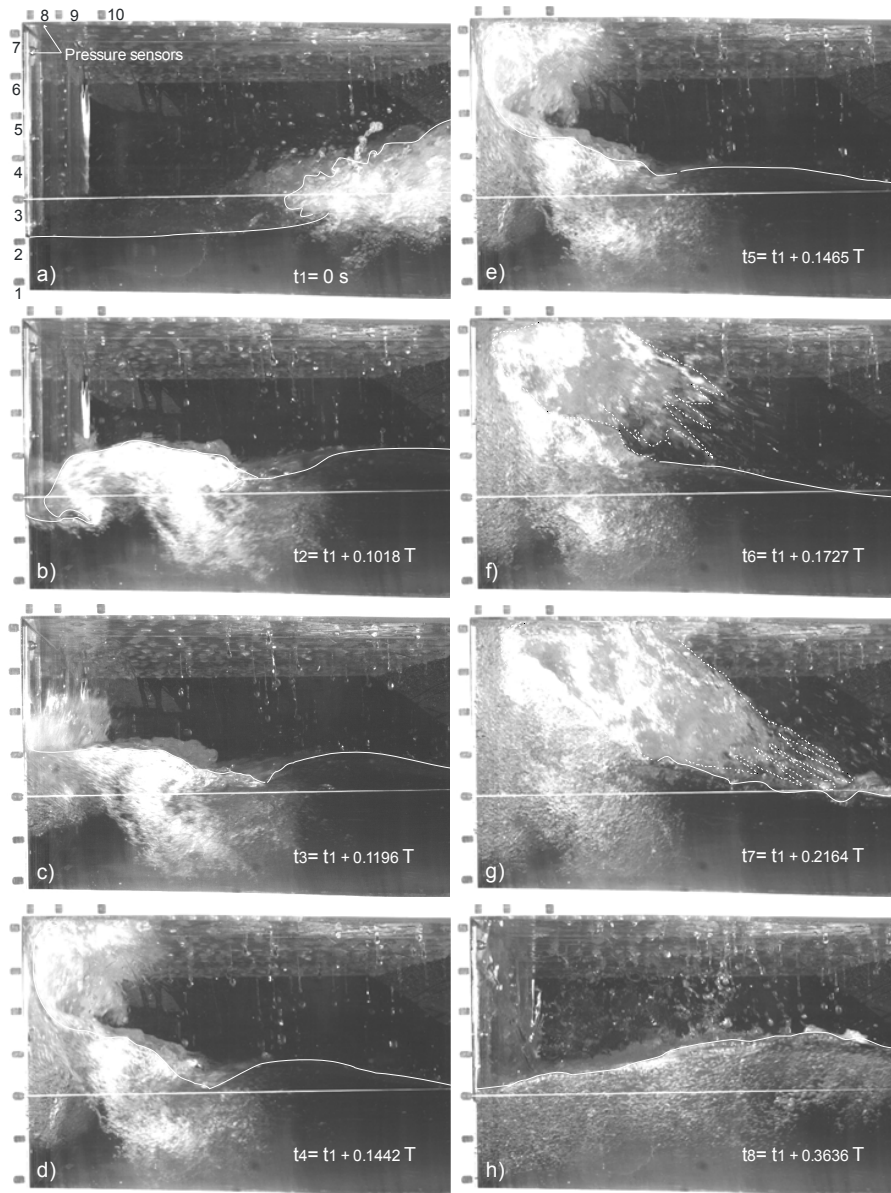 8 9 10
7
Pressure sensors
6
5
4
3
2
1
a)
t1= 0 s
b)
t2= t1 + 0.1018 T
c)
t3= t1 + 0.1196 T
d)
t4= t1 + 0.1442 T
e)
t5= t1 + 0.1465 T
f)
t6= t1 + 0.1727 T
g)
t7= t1 + 0.2164 T
h)
t8= t1 + 0.3636 T